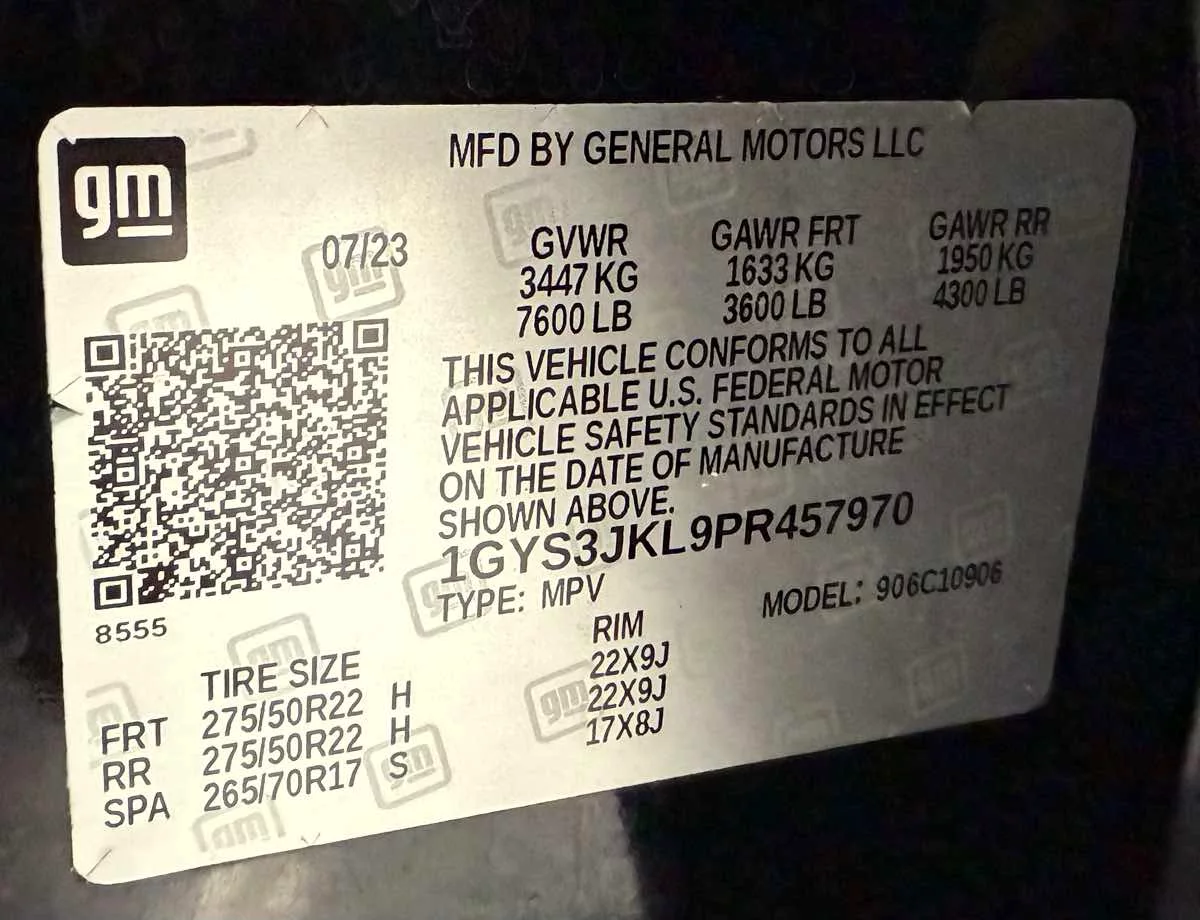 gm
MFD BY GENERAL MOTORS LLC
07/23
GVWR GAWR FRT GAWR RR
3447 KG 1633 KG 1950 KG
7600 LB 3600 LB 4300 LB
THIS VEHICLE CONFORMS TO ALL
APPLICABLE U.S. FEDERAL MOTOR
VEHICLE SAFETY STANDARDS IN EFFECT
ON THE DATE OF MANUFACTURE
SHOWN ABOVE.
1GYS3JKL9PR457970
TYPE: MPV MODEL: 906C10906
8555
TIRE SIZE RIM
FRT 275/50R22 H 22X9J
RR 275/50R22 H 22X9J
SPA 265/70R17 S 17X8J